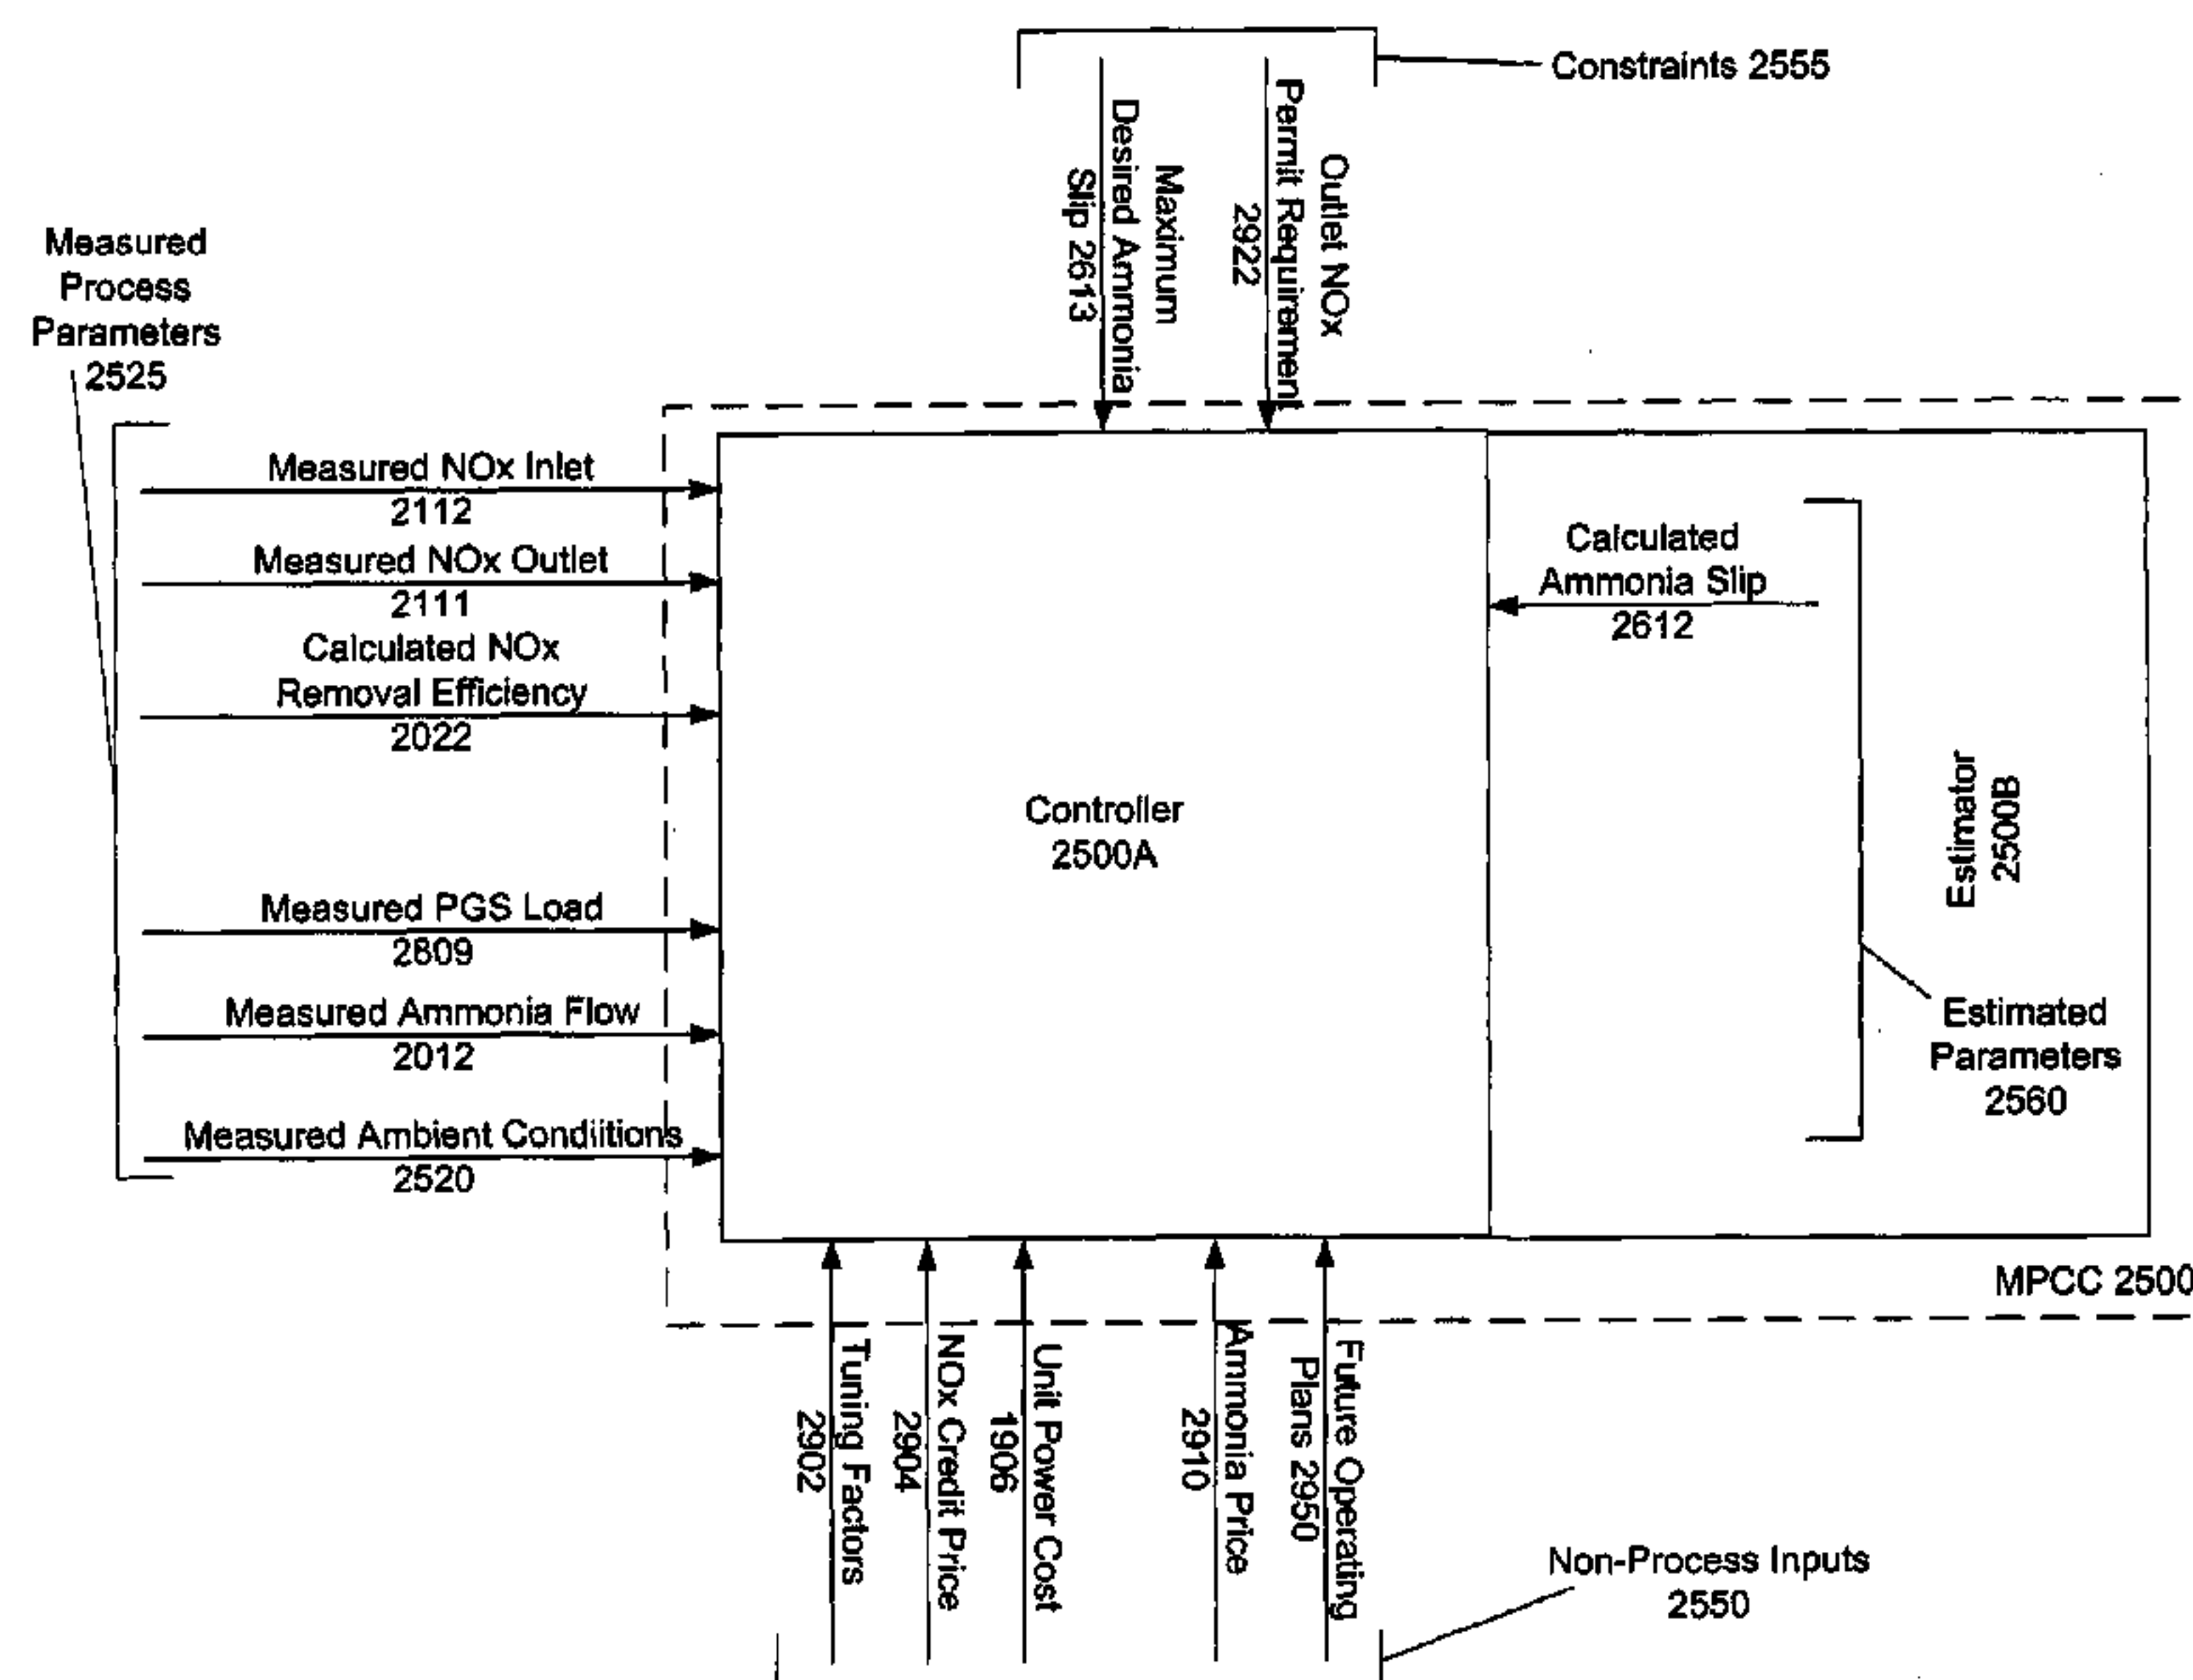 Constraints 2555
Maximum
Desired Ammonia
Slip 2613
Outlet NOx
Permit Requirement
2922
Measured
Process
Parameters
2525
Measured NOx Inlet
2112
Measured NOx Outlet
2111
Calculated NOx
Removal Efficiency
2022
Measured PGS Load
2809
Measured Ammonia Flow
2012
Measured Ambient Condiitions
2520
Controller
2500A
Calculated
Ammonia Slip
2612
Estimator
2500B
Estimated
Parameters
2560
MPCC 2500
Tuning Factors
2902
NOx Credit Price
2904
Unit Power Cost
1906
Ammonia Price
2910
Future Operating
Plans 2950
Non-Process Inputs
2550